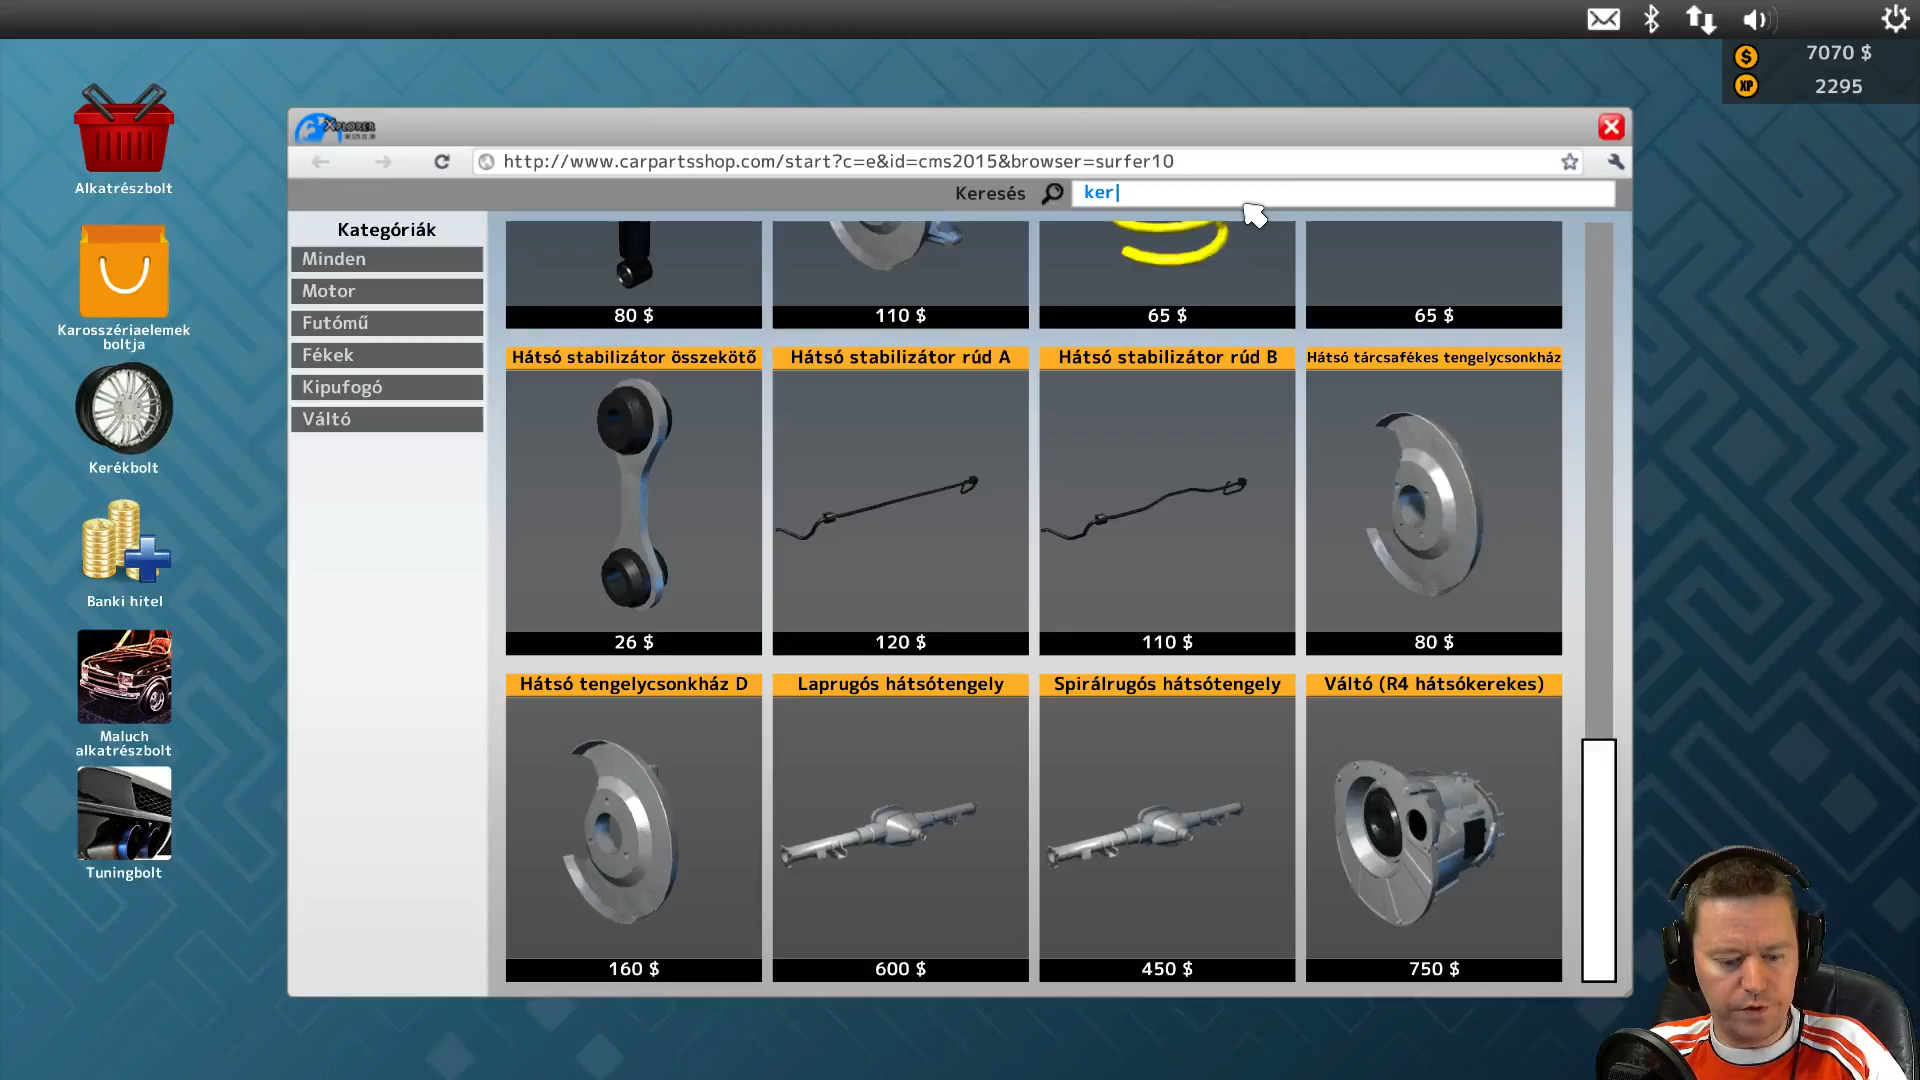 7070 $
XP 2295
XPLORER
http://www.carpartsshop.com/start?c=e&id=cms2015&browser=surfer10
Keresés ker
Kategóriák
Minden
Motor
Futómű
Fékek
Kipufogó
Váltó
Alkatrészbolt
Karosszériaelemek
boltja
Kerékbolt
Banki hitel
Maluch
alkatrészbolt
Tuningbolt
80 $
110 $
65 $
65 $
Hátsó stabilizátor összekötő
Hátsó stabilizátor rúd A
Hátsó stabilizátor rúd B
Hátsó tárcsafékes tengelycsonkház
26 $
120 $
110 $
80 $
Hátsó tengelycsonkház D
Laprugós hátsótengely
Spirálrugós hátsótengely
Váltó (R4 hátsókerekes)
160 $
600 $
450 $
750 $